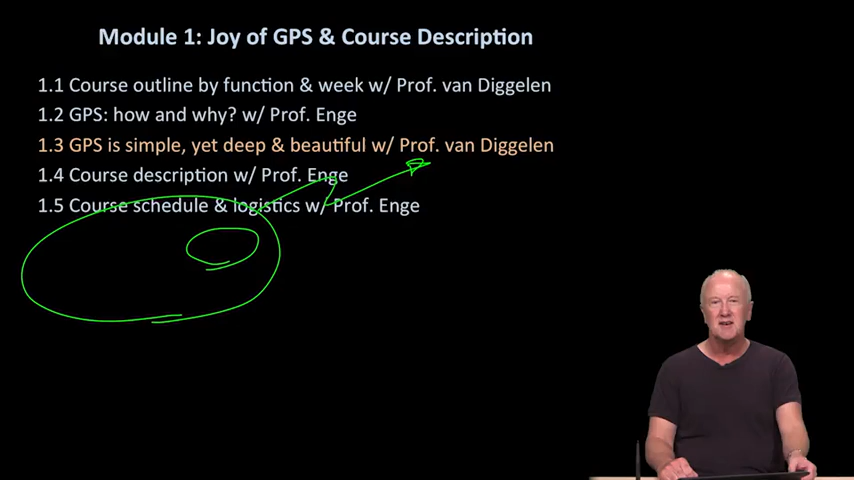 Module 1: Joy of GPS & Course Description
1.1 Course outline by function & week w/ Prof. van Diggelen
1.2 GPS: how and why? w/ Prof. Enge
1.3 GPS is simple, yet deep & beautiful w/ Prof. van Diggelen
1.4 Course description w/ Prof. Enge
1.5 Course schedule & logistics w/ Prof. Enge